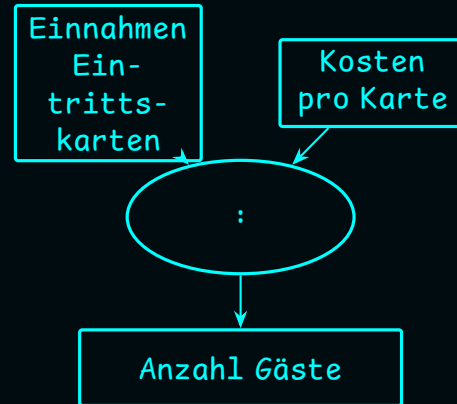 Einnahmen
Ein-
tritts-
karten
Kosten
pro Karte
:
Anzahl Gäste